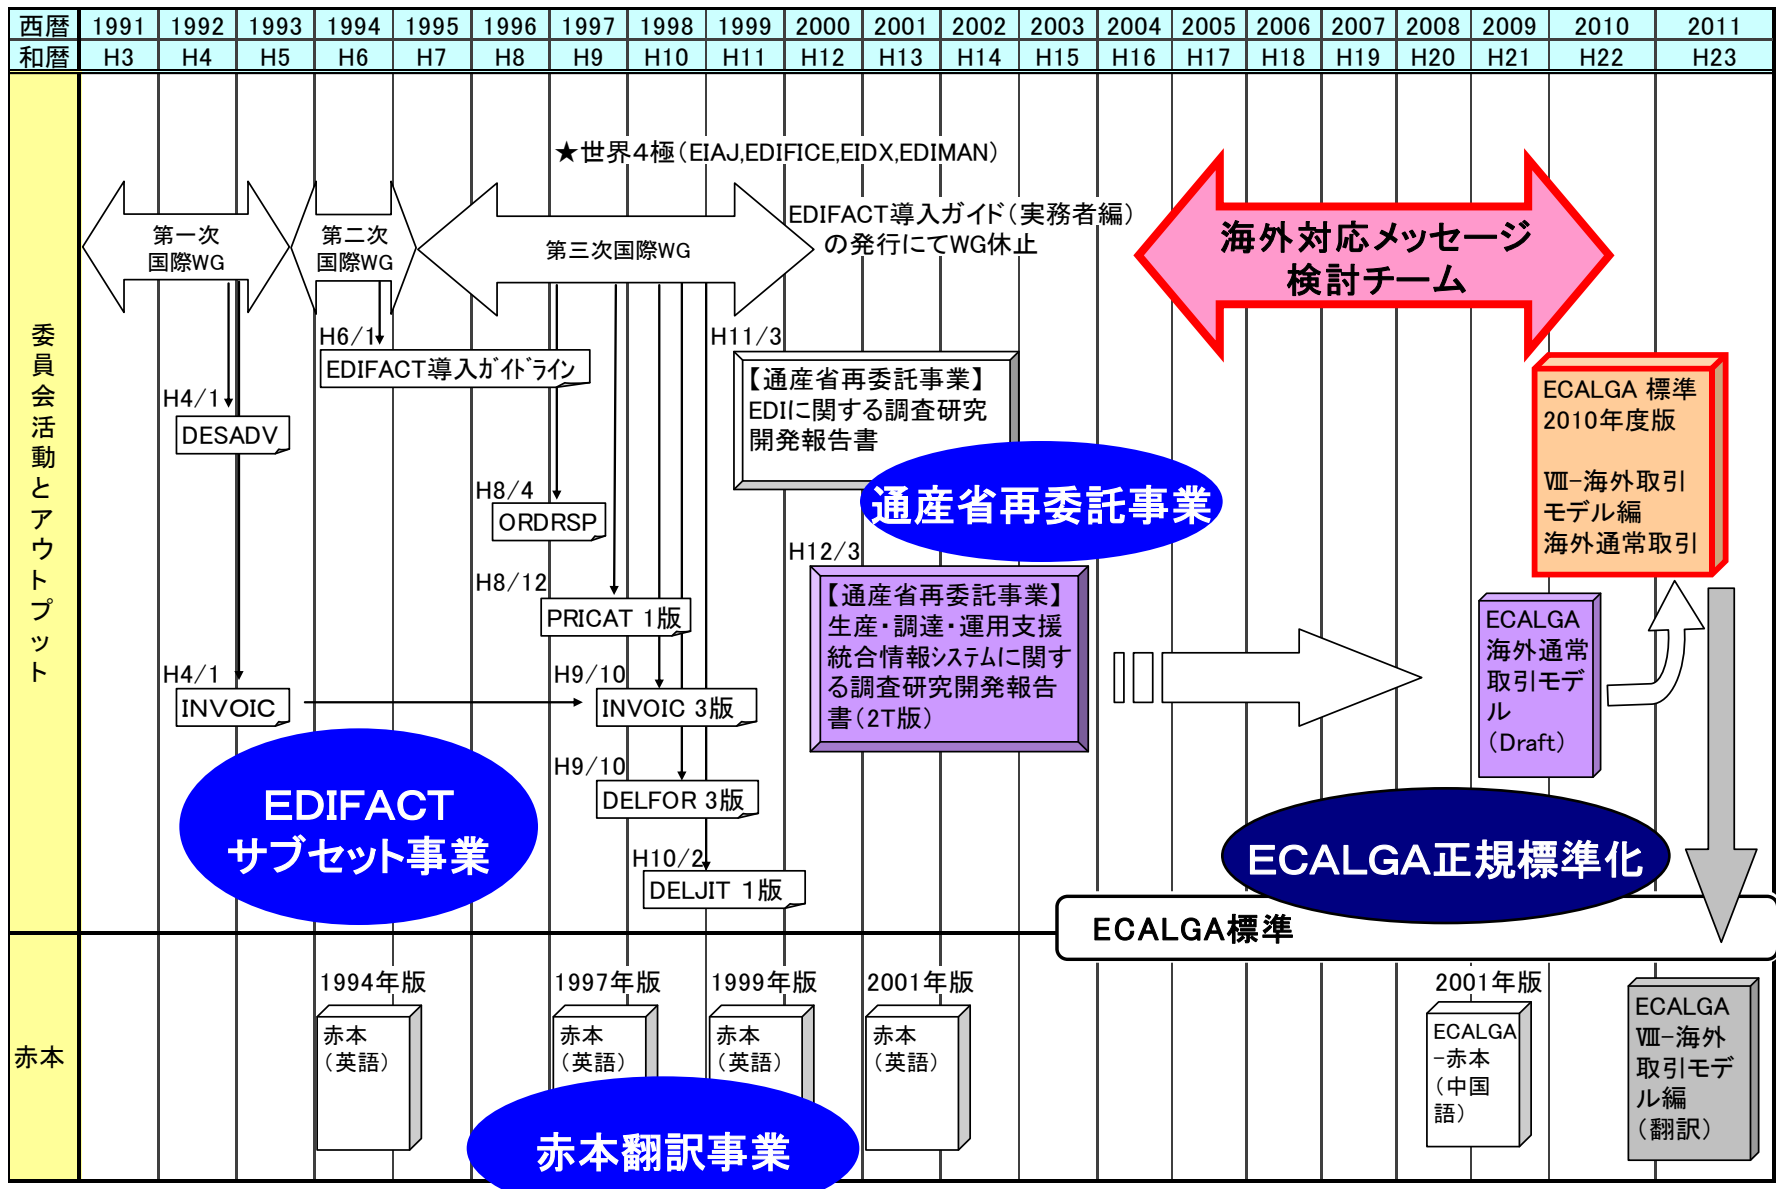 西暦 1991 1992 1993 1994 1995 1996 1997 1998 1999 2000 2001 2002 2003 2004 2005 2006 2007 2008 2009 2010 2011
和暦 H3 H4 H5 H6 H7 H8 H9 H10 H11 H12 H13 H14 H15 H16 H17 H18 H19 H20 H21 H22 H23
委員会活動とアウトプット
★世界4極(EIAJ,EDIFICE,EIDX,EDIMAN)
第一次
国際WG
第二次
国際WG
第三次国際WG
EDIFACT導入ガイド(実務者編)
の発行にてWG休止
海外対応メッセージ
検討チーム
H6/1
EDIFACT導入ガイドライン
H4/1
DESADV
H8/4
ORDRSP
H8/12
PRICAT 1版
H4/1
INVOIC
H9/10
INVOIC 3版
H9/10
DELFOR 3版
H10/2
DELJIT 1版
H11/3
【通産省再委託事業】
EDIに関する調査研究
開発報告書
通産省再委託事業
H12/3
【通産省再委託事業】
生産・調達・運用支援
統合情報システムに関す
る調査研究開発報告
書(2T版)
ECALGA
海外通常
取引モデ
ル
(Draft)
ECALGA 標準
2010年度版
Ⅷ-海外取引
モデル編
海外通常取引
EDIFACT
サブセット事業
ECALGA正規標準化
ECALGA標準
赤本
1994年版
赤本
(英語)
1997年版
赤本
(英語)
1999年版
赤本
(英語)
2001年版
赤本
(英語)
赤本翻訳事業
2001年版
ECALGA
-赤本
(中国
語)
ECALGA
Ⅷ-海外
取引モデ
ル編
(翻訳)